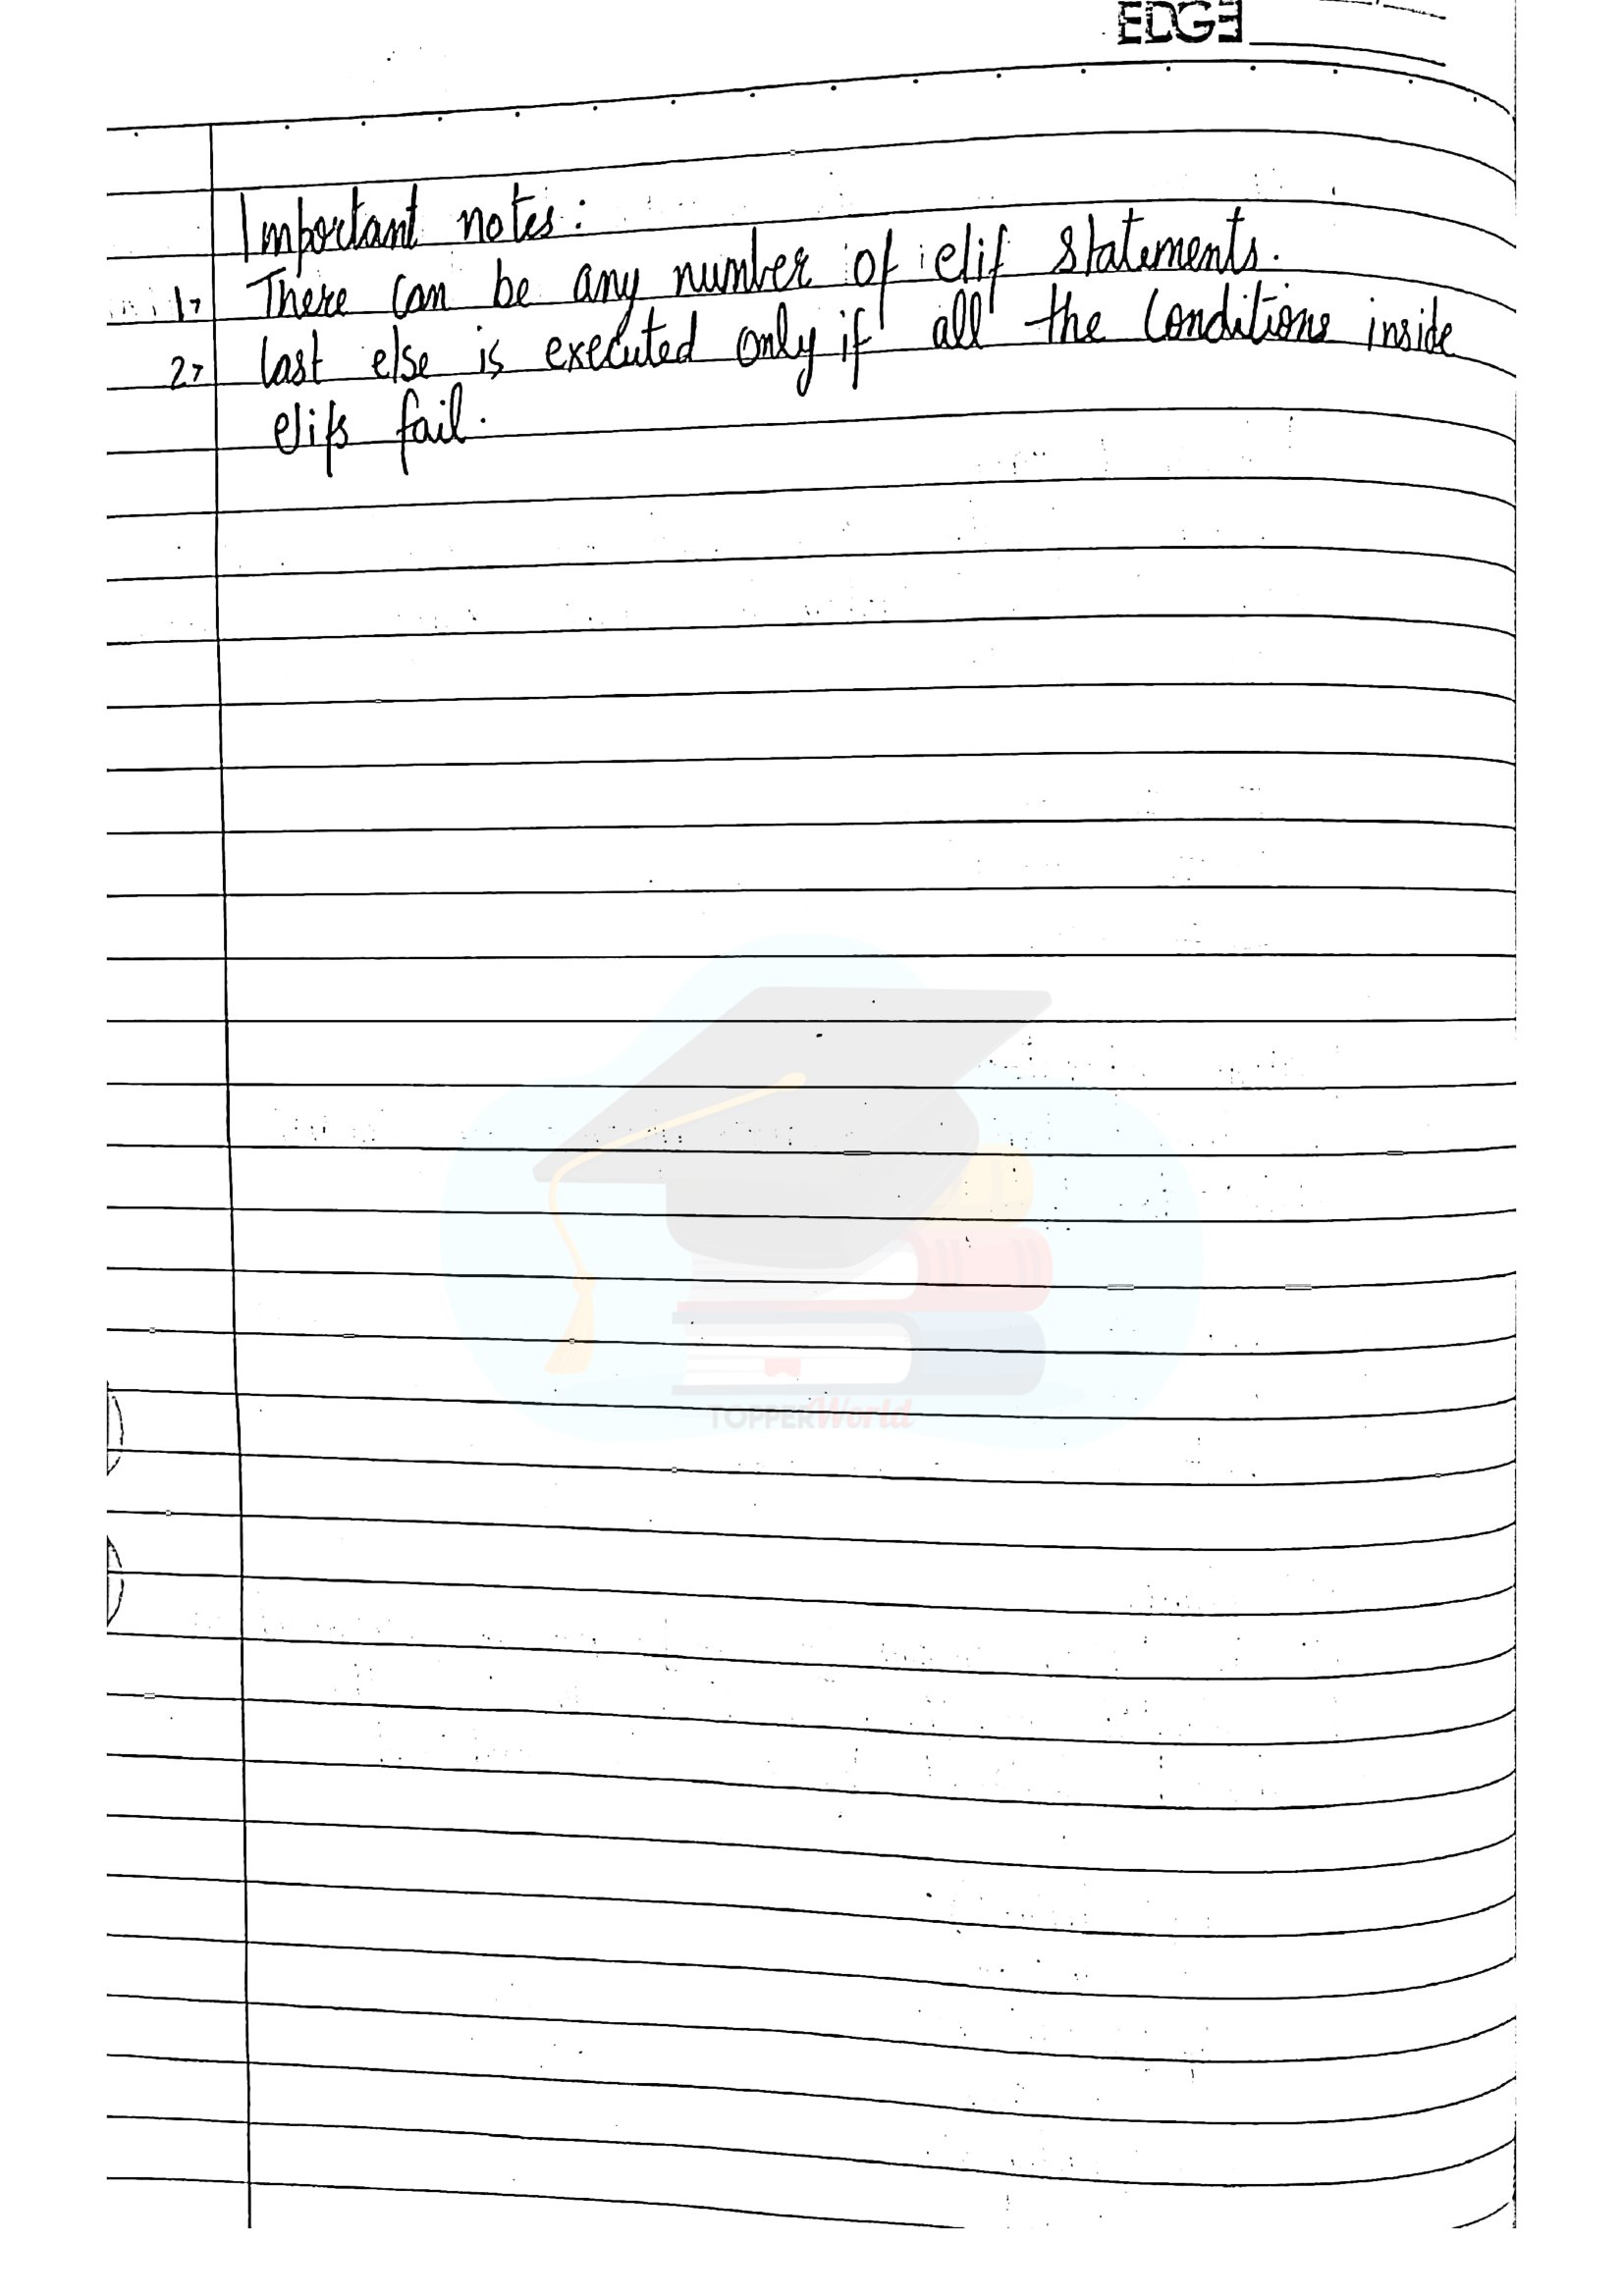 EDGE
Important notes:
1> There can be any number of elif statements.
2> last else is executed only if all the conditions inside
elifs fail.
TOPPERWorld